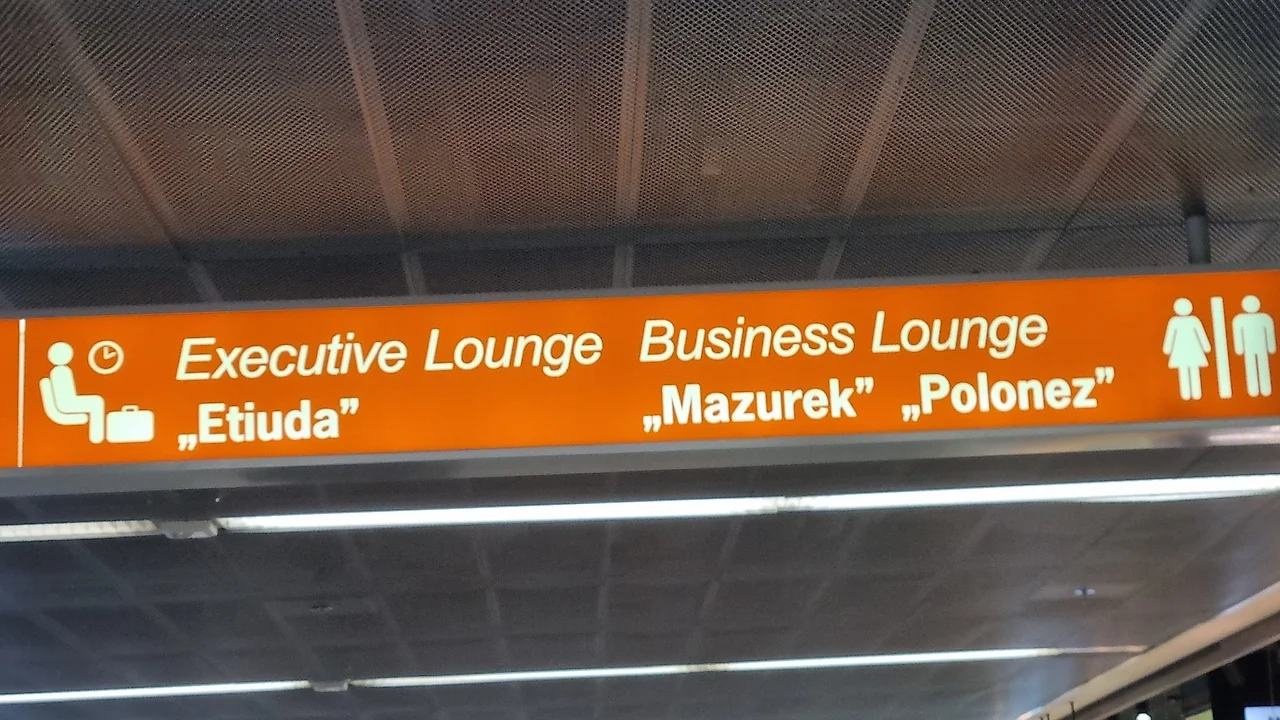 Executive Lounge
„Etiuda”
Business Lounge
„Mazurek” „Polonez”